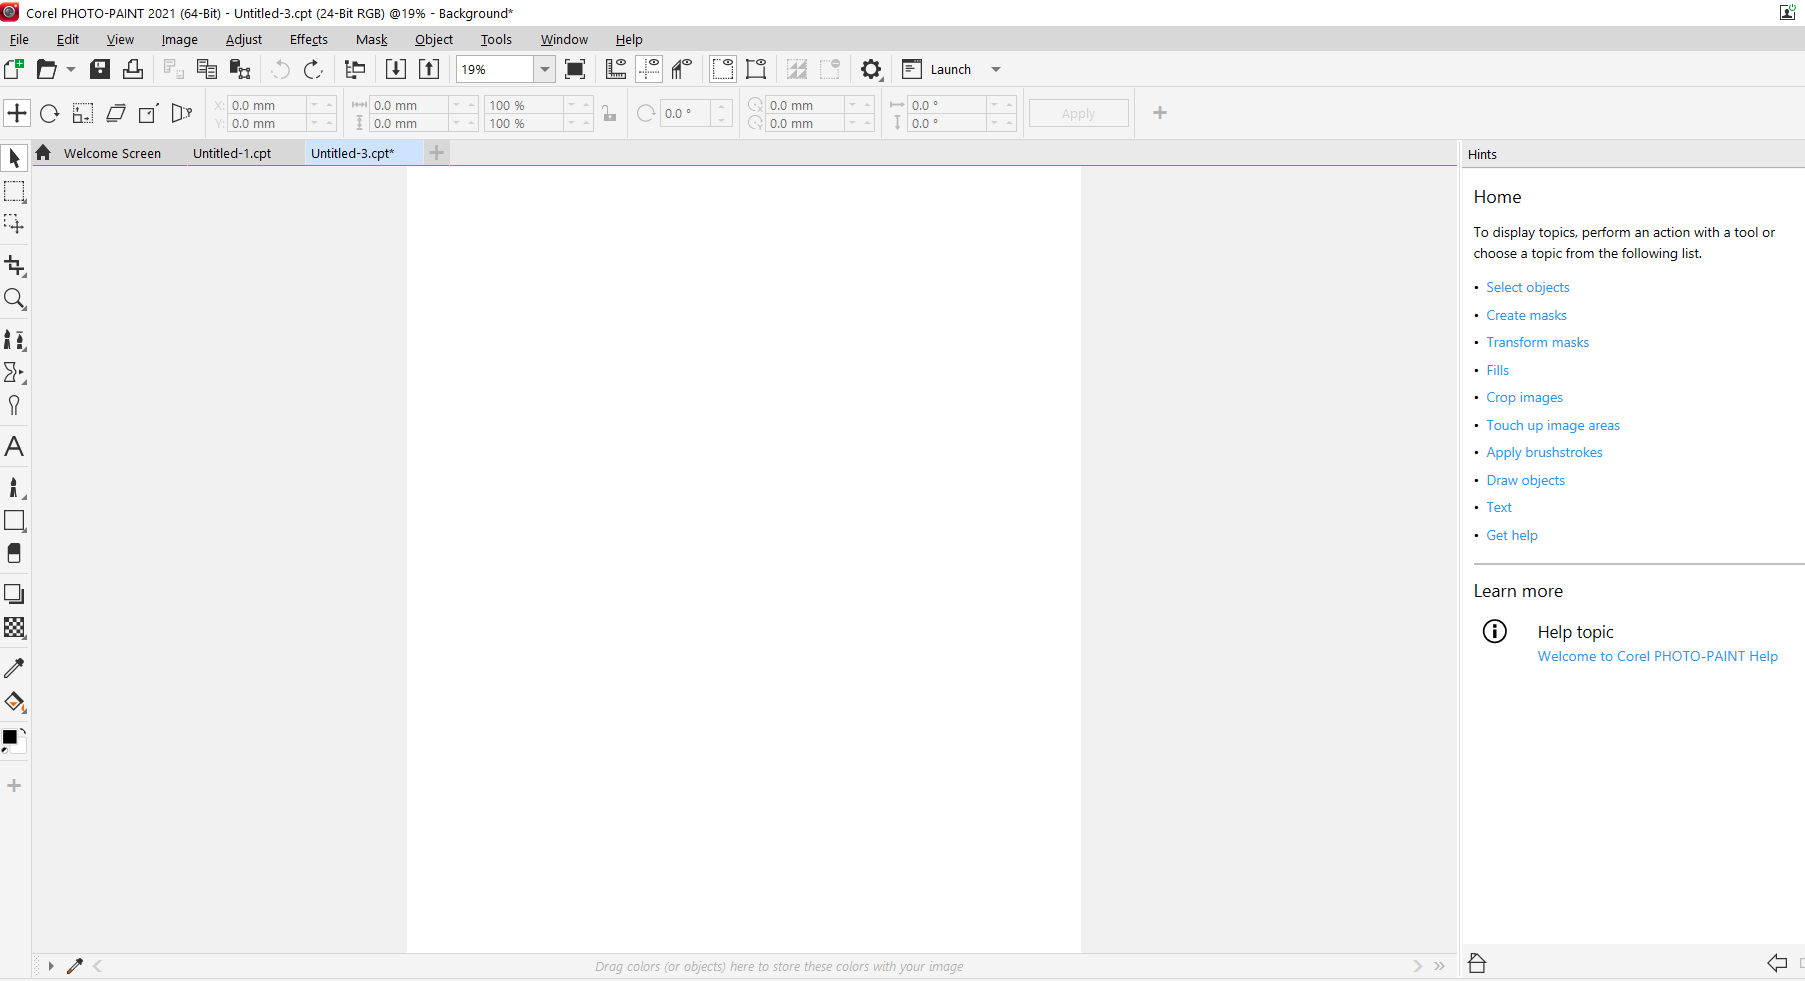 Corel PHOTO-PAINT 2021 (64-Bit) - Untitled-3.cpt (24-Bit RGB) @19% - Background*
File Edit View Image Adjust Effects Mask Object Tools Window Help
19% Launch
X: 0.0 mm 0.0 mm 100 % 0.0 ° 0.0 mm 0.0 ° Apply
Y: 0.0 mm 0.0 mm 100 % 0.0 mm 0.0 °
Welcome Screen Untitled-1.cpt Untitled-3.cpt*
Hints
Home
To display topics, perform an action with a tool or
choose a topic from the following list.
• Select objects
• Create masks
• Transform masks
• Fills
• Crop images
• Touch up image areas
• Apply brushstrokes
• Draw objects
• Text
• Get help
Learn more
Help topic
Welcome to Corel PHOTO-PAINT Help
Drag colors (or objects) here to store these colors with your image